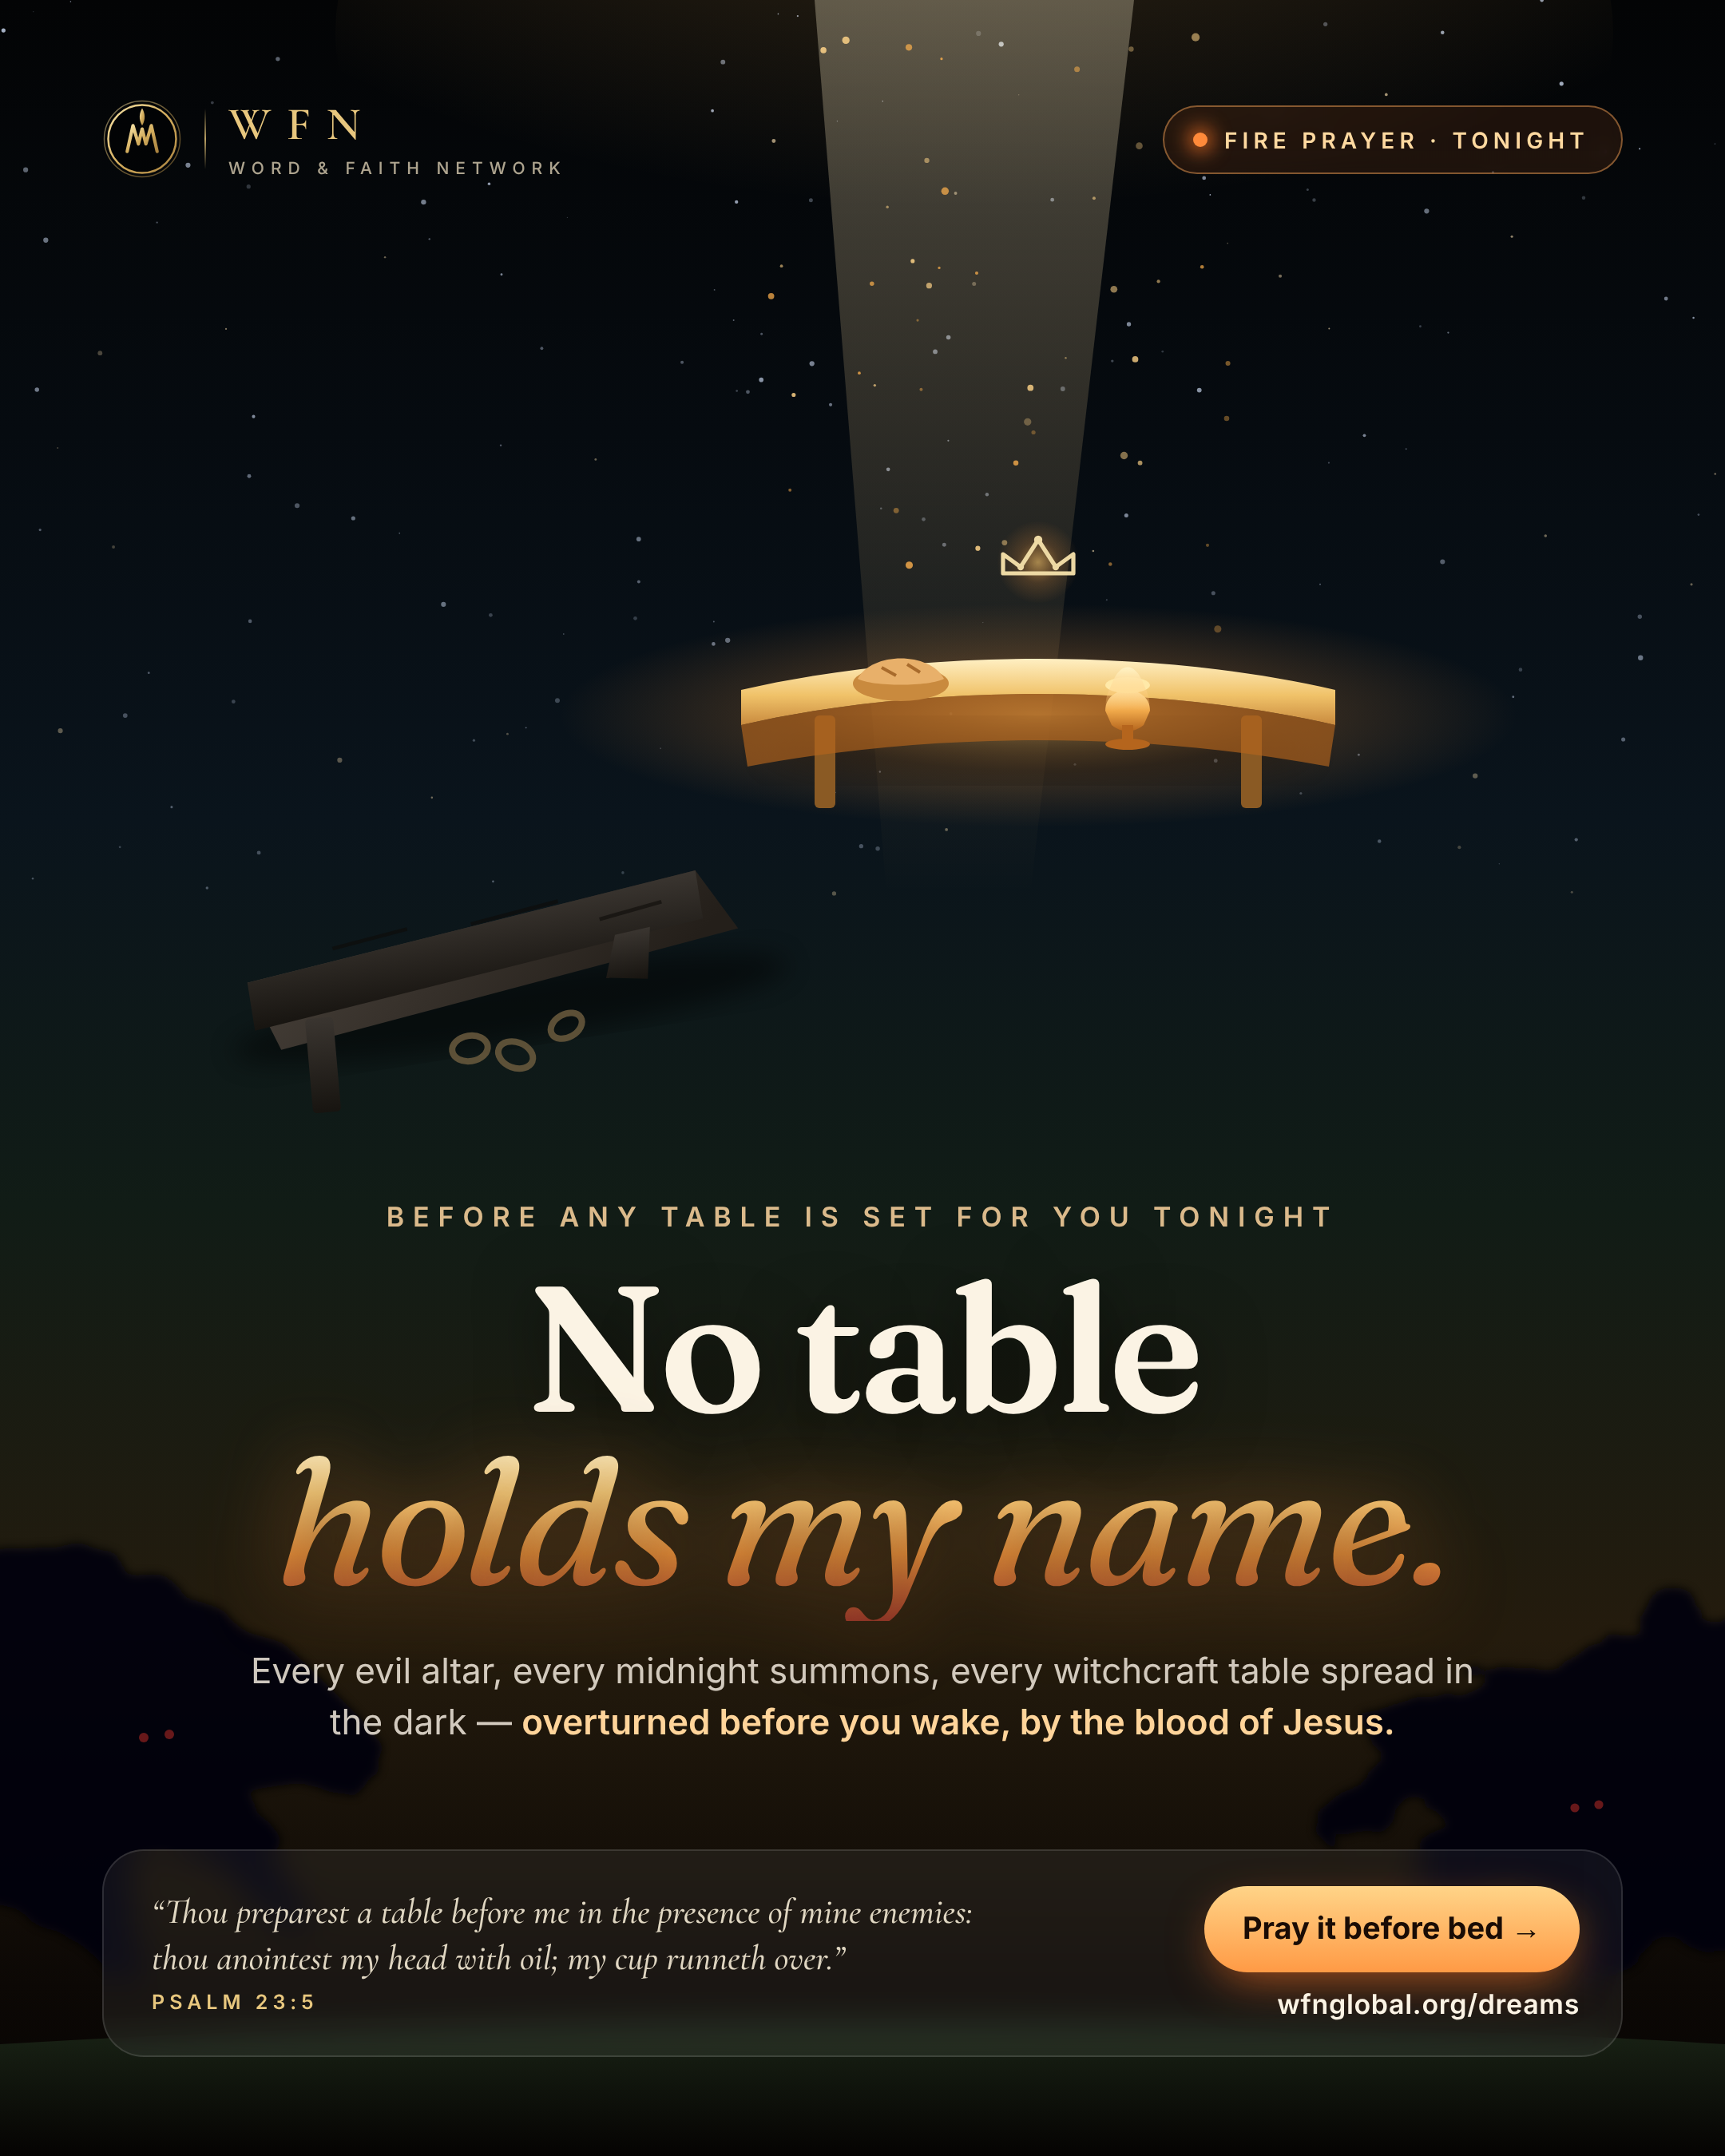 WFN
WORD & FAITH NETWORK
FIRE PRAYER · TONIGHT
BEFORE ANY TABLE IS SET FOR YOU TONIGHT
No table
holds my name.
Every evil altar, every midnight summons, every witchcraft table spread in
the dark — overturned before you wake, by the blood of Jesus.
“Thou preparest a table before me in the presence of mine enemies:
thou anointest my head with oil; my cup runneth over.”
PSALM 23:5
Pray it before bed →
wfnglobal.org/dreams